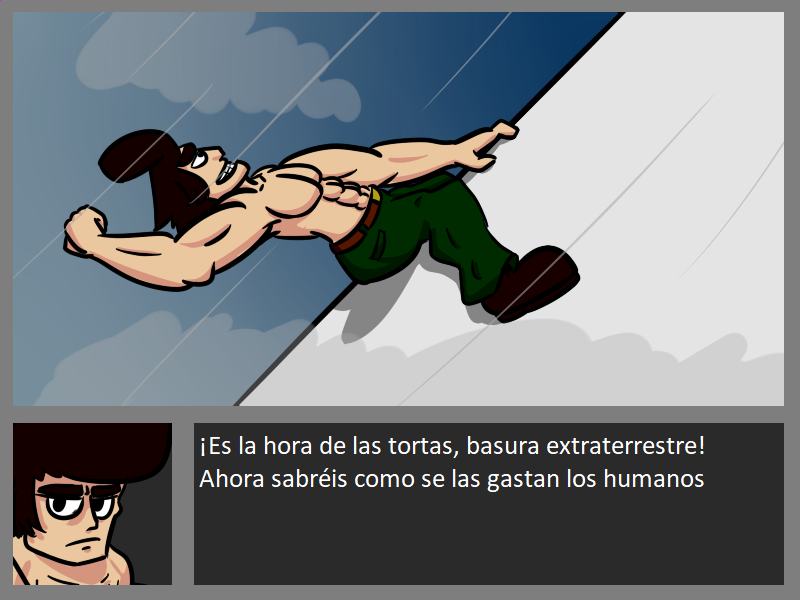 ¡Es la hora de las tortas, basura extraterrestre!
Ahora sabréis como se las gastan los humanos